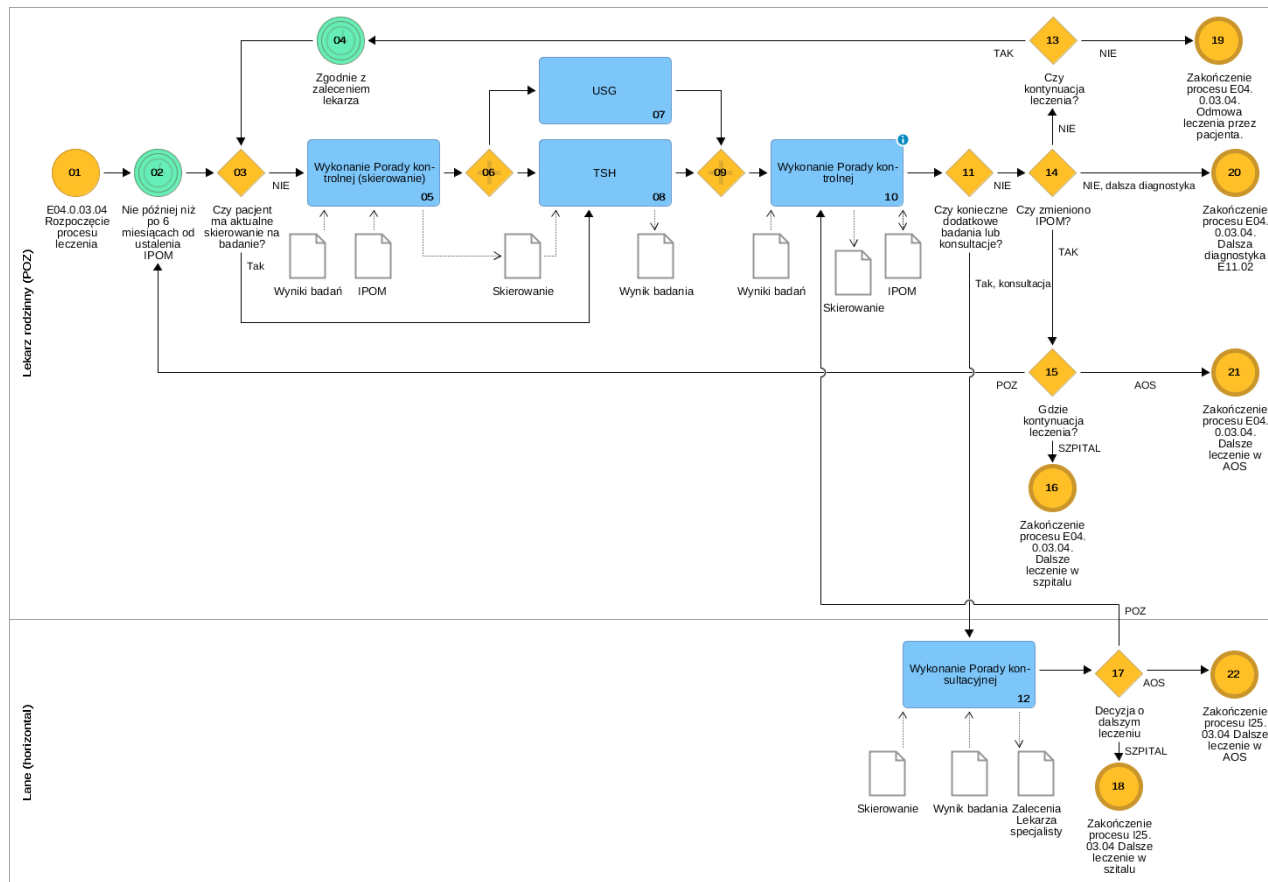 Lekarz rodzinny (POZ)
04
Zgodnie z
zaleceniem
lekarza
TAK
13
NIE
Czy
kontynuacja
leczenia?
19
Zakończenie
procesu E04.
0.03.04.
Odmowa
leczenia przez
pacjenta.
USG
07
NIE
01
E04.0.03.04
Rozpoczęcie
procesu
leczenia
02
Nie później niż
po 6
miesiącach od
ustalenia
IPOM
03
NIE
Czy pacjent
ma aktualne
skierowanie na
badanie?
Tak
Wykonanie Porady kon-
trolnej (skierowanie)
05
Wyniki badań
IPOM
06
TSH
08
Skierowanie
Wynik badania
09
Wykonanie Porady kon-
trolnej
10
Wyniki badań
Skierowanie
IPOM
11
NIE
Czy konieczne
dodatkowe
badania lub
konsultacje?
Tak, konsultacja
14
NIE, dalsza diagnostyka
Czy zmieniono
IPOM?
TAK
20
Zakończenie
procesu E04.
0.03.04.
Dalsza
diagnostyka
E11.02
15
POZ
AOS
Gdzie
kontynuacja
leczenia?
SZPITAL
21
Zakończenie
procesu E04.
0.03.04.
Dalsze
leczenie w
AOS
16
Zakończenie
procesu E04.
0.03.04.
Dalsze
leczenie w
szpitalu
POZ
Lane (horizontal)
Wykonanie Porady kon-
sultacyjnej
12
Skierowanie
Wynik badania
Zalecenia
Lekarza
specjalisty
17
AOS
Decyzja o
dalszym
leczeniu
SZPITAL
22
Zakończenie
procesu I25.
03.04 Dalsze
leczenie w
AOS
18
Zakończenie
procesu I25.
03.04 Dalsze
leczenie w
szitalu